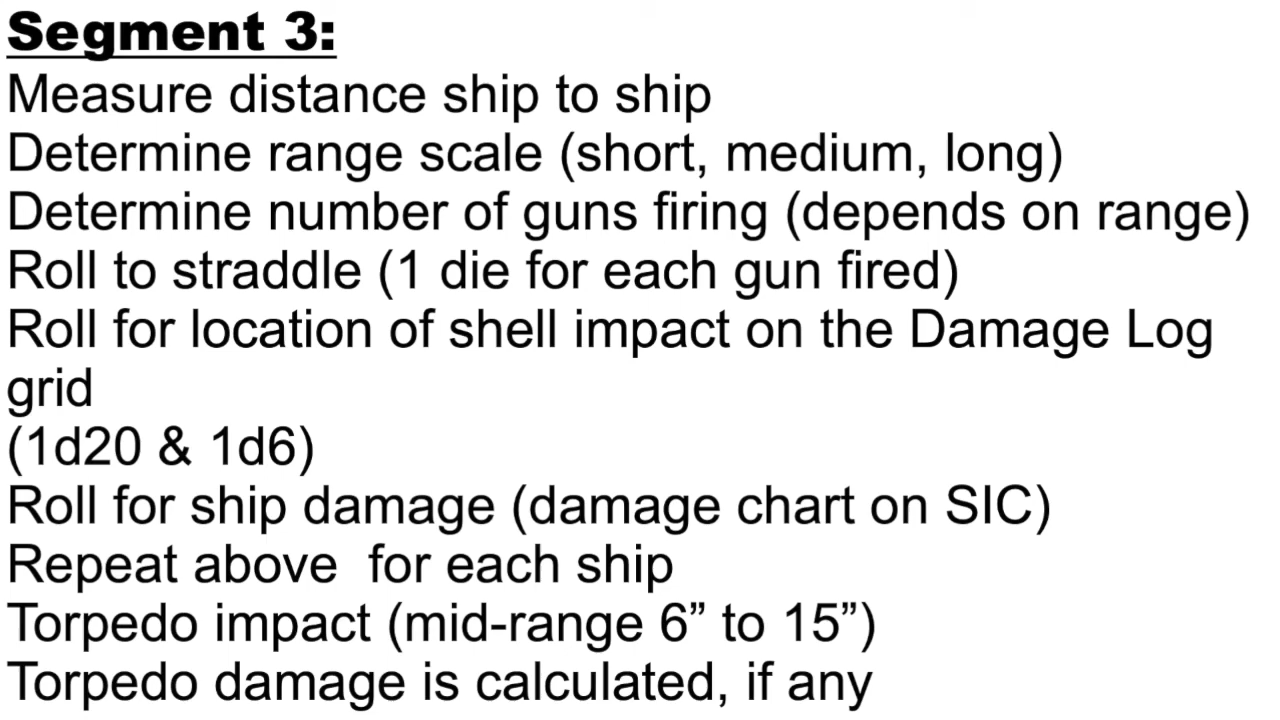 Segment 3:
Measure distance ship to ship
Determine range scale (short, medium, long)
Determine number of guns firing (depends on range)
Roll to straddle (1 die for each gun fired)
Roll for location of shell impact on the Damage Log
grid
(1d20 & 1d6)
Roll for ship damage (damage chart on SIC)
Repeat above  for each ship
Torpedo impact (mid-range 6” to 15”)
Torpedo damage is calculated, if any